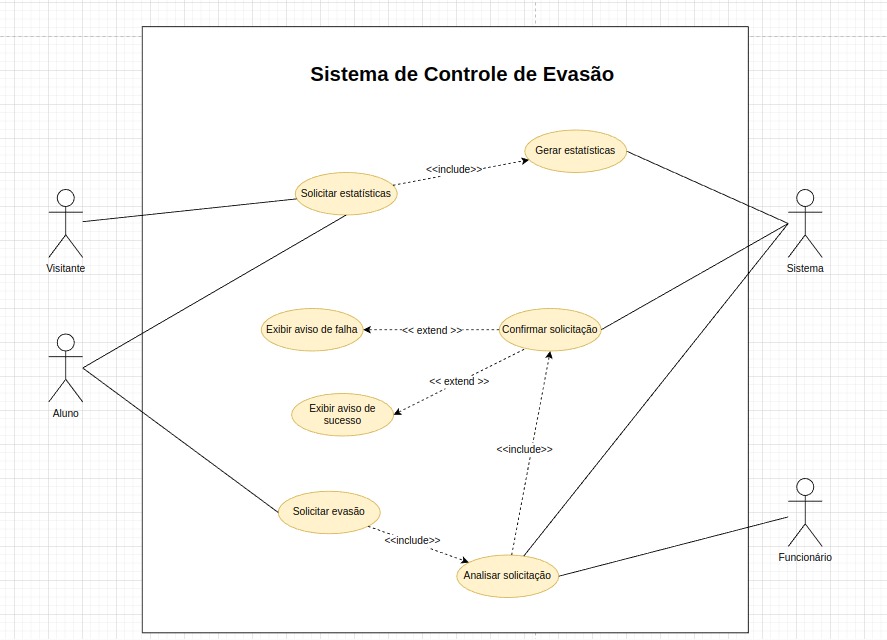 Sistema de Controle de Evasão
Gerar estatísticas
<<include>>
Solicitar estatísticas
Visitante
Sistema
Exibir aviso de falha
<< extend >>
Confirmar solicitação
<< extend >>
Exibir aviso de
sucesso
Aluno
<<include>>
Solicitar evasão
<<include>>
Analisar solicitação
Funcionário